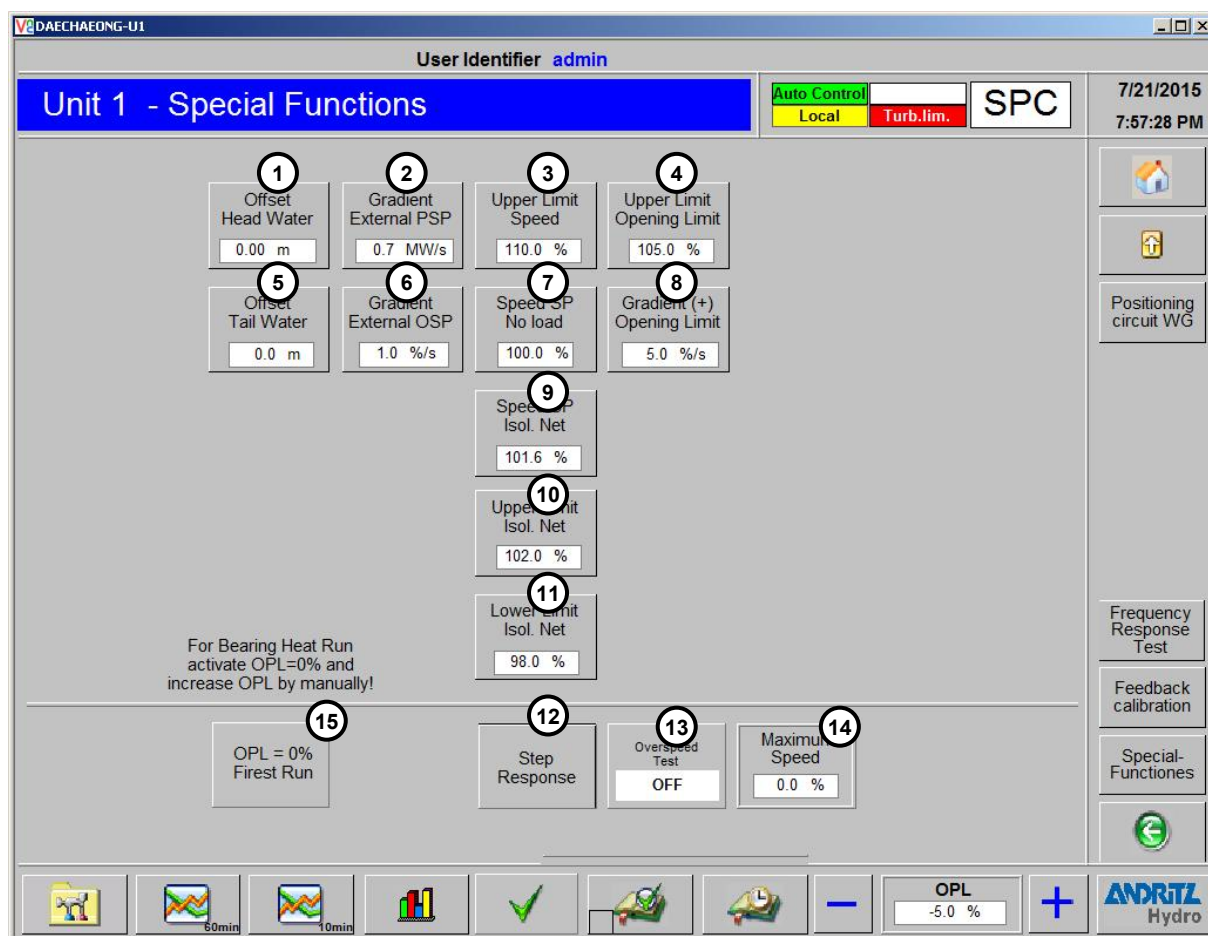 DAECHAEONG-U1
User Identifier admin
Unit 1 - Special Functions
Auto Control
Local
Turb.lim.
SPC
7/21/2015
7:57:28 PM
1
2
3
4
Offset
Head Water
0.00 m
Gradient
External PSP
0.7 MW/s
Upper Limit
Speed
110.0 %
Upper Limit
Opening Limit
105.0 %
5
6
7
8
Offset
Tail Water
0.0 m
Gradient
External OSP
1.0 %/s
Speed SP
No load
100.0 %
Gradient (+)
Opening Limit
5.0 %/s
Positioning
circuit WG
9
Speed SP
Isol. Net
101.6 %
10
Upper Limit
Isol. Net
102.0 %
11
Lower Limit
Isol. Net
98.0 %
For Bearing Heat Run
activate OPL=0% and
increase OPL by manually!
Frequency
Response
Test
Feedback
calibration
Special-
Functiones
15
OPL = 0%
Firest Run
12
Step
Response
13
Overspeed
Test
OFF
14
Maximum
Speed
0.0 %
60min
10min
OPL
-5.0 %
ANDRITZ
Hydro